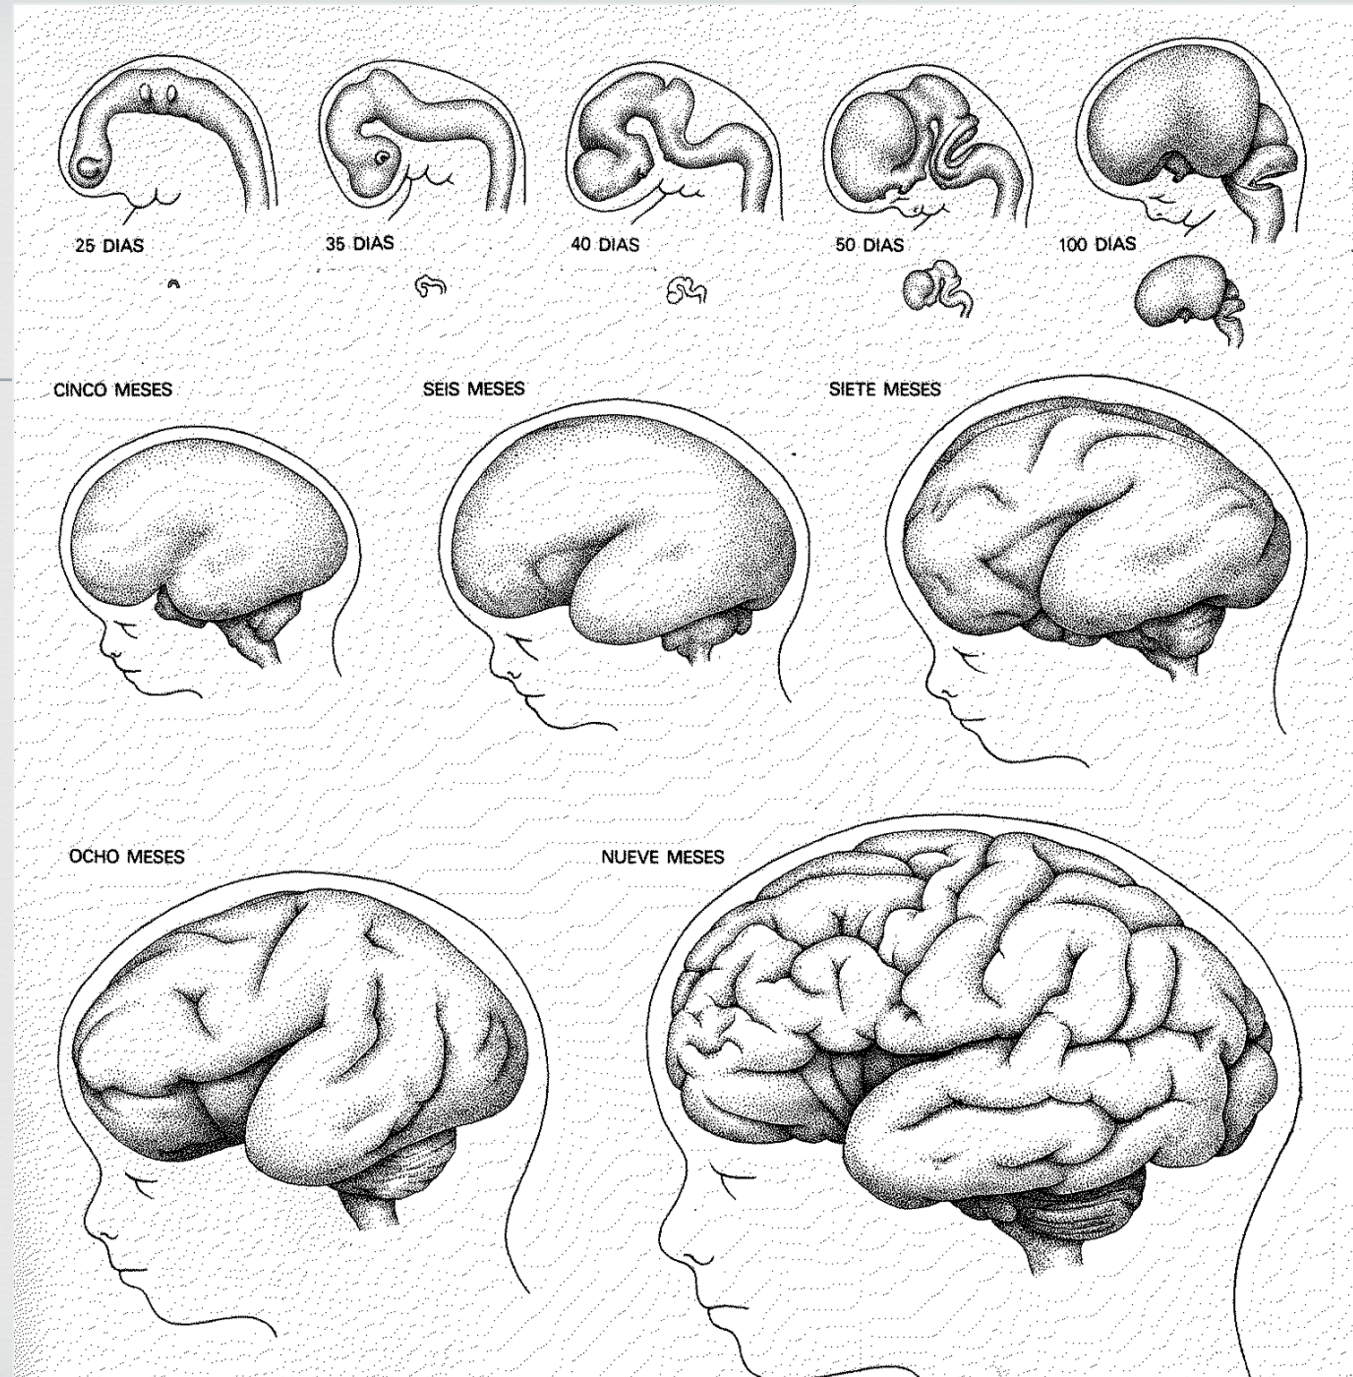 25 DIAS
35 DIAS
40 DIAS
50 DIAS
100 DIAS
CINCO MESES
SEIS MESES
SIETE MESES
OCHO MESES
NUEVE MESES